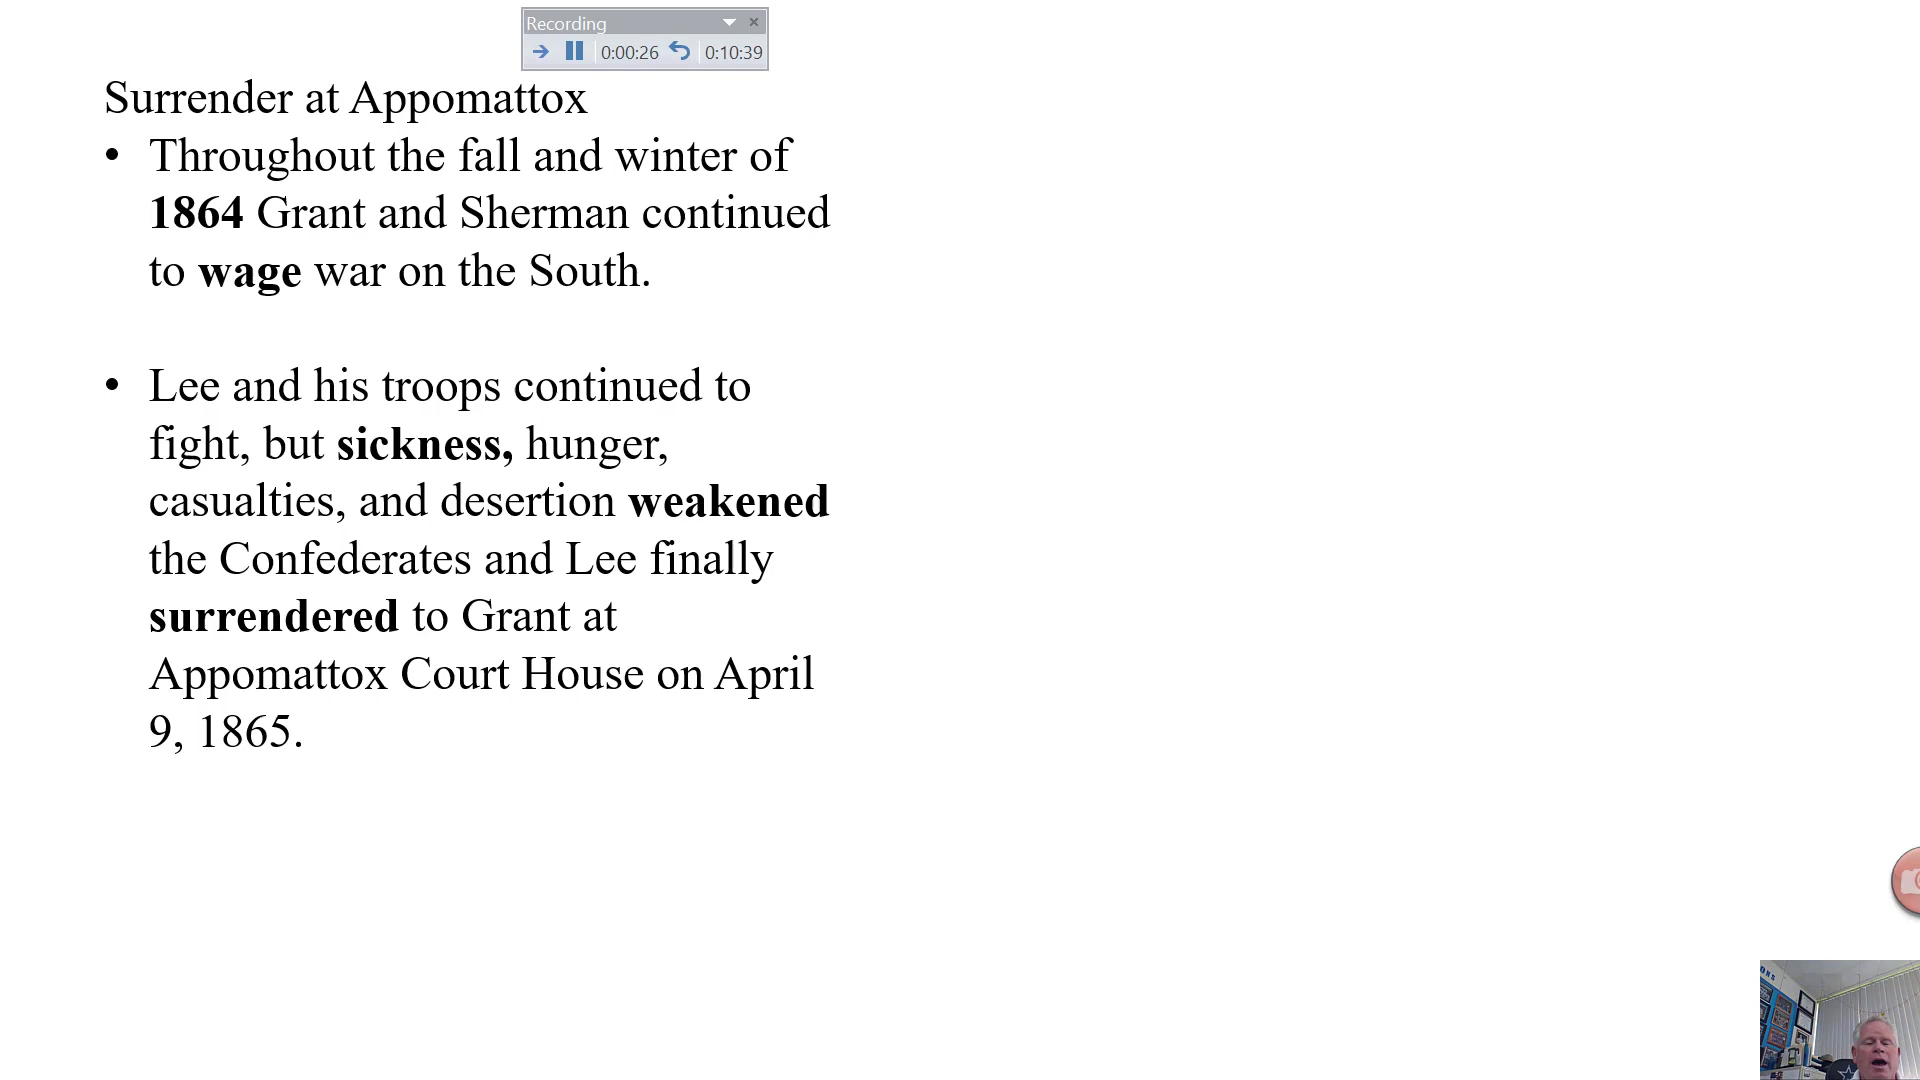 Recording
0:00:26 0:10:39
Surrender at Appomattox
• Throughout the fall and winter of
1864 Grant and Sherman continued
to wage war on the South.
• Lee and his troops continued to
fight, but sickness, hunger,
casualties, and desertion weakened
the Confederates and Lee finally
surrendered to Grant at
Appomattox Court House on April
9, 1865.